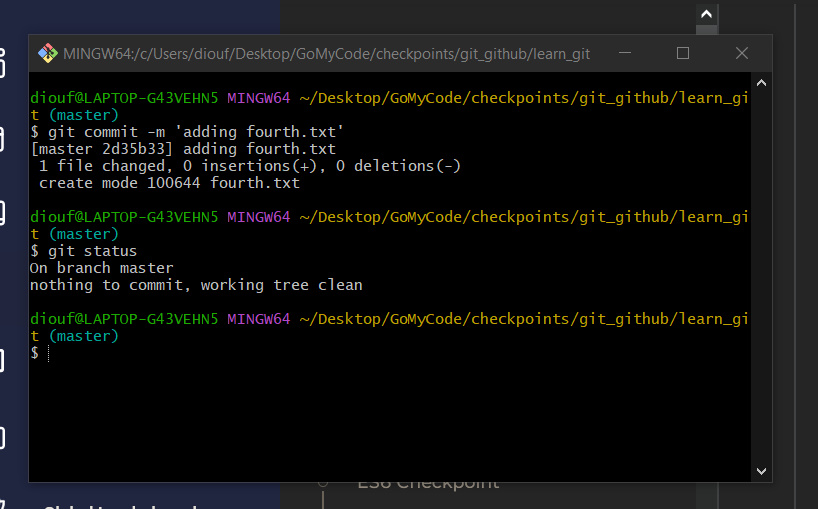 MINGW64:/c/Users/diouf/Desktop/GoMyCode/checkpoints/git_github/learn_git
diouf@LAPTOP-G43VEHN5 MINGW64 ~/Desktop/GoMyCode/checkpoints/git_github/learn_gi
t (master)
$ git commit -m 'adding fourth.txt'
[master 2d35b33] adding fourth.txt
 1 file changed, 0 insertions(+), 0 deletions(-)
 create mode 100644 fourth.txt
diouf@LAPTOP-G43VEHN5 MINGW64 ~/Desktop/GoMyCode/checkpoints/git_github/learn_gi
t (master)
$ git status
On branch master
nothing to commit, working tree clean
diouf@LAPTOP-G43VEHN5 MINGW64 ~/Desktop/GoMyCode/checkpoints/git_github/learn_gi
t (master)
$
ES6 Checkpoint